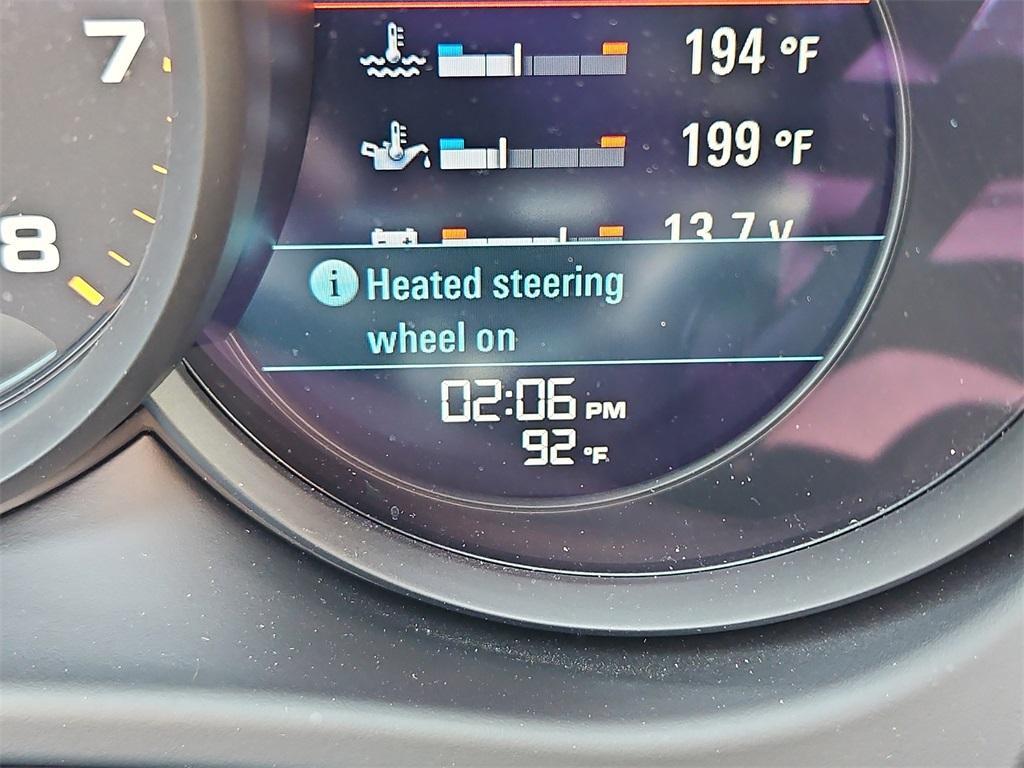 7
194 °F
199 °F
8
13.7 v
i Heated steering
wheel on
02:06 PM
92 °F